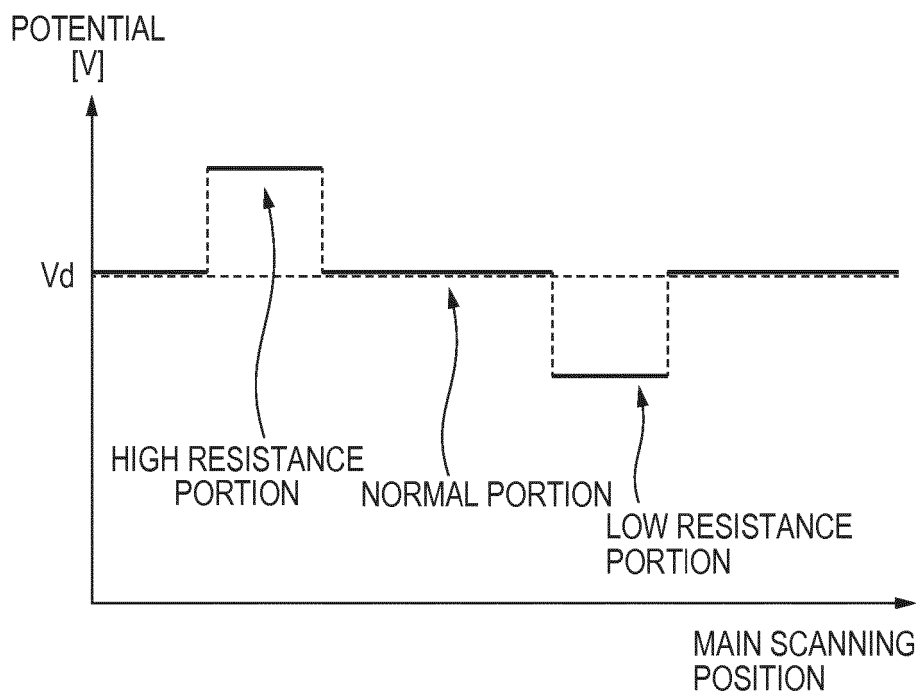 POTENTIAL
[V]
Vd
HIGH RESISTANCE
PORTION
NORMAL PORTION
LOW RESISTANCE
PORTION
MAIN SCANNING
POSITION